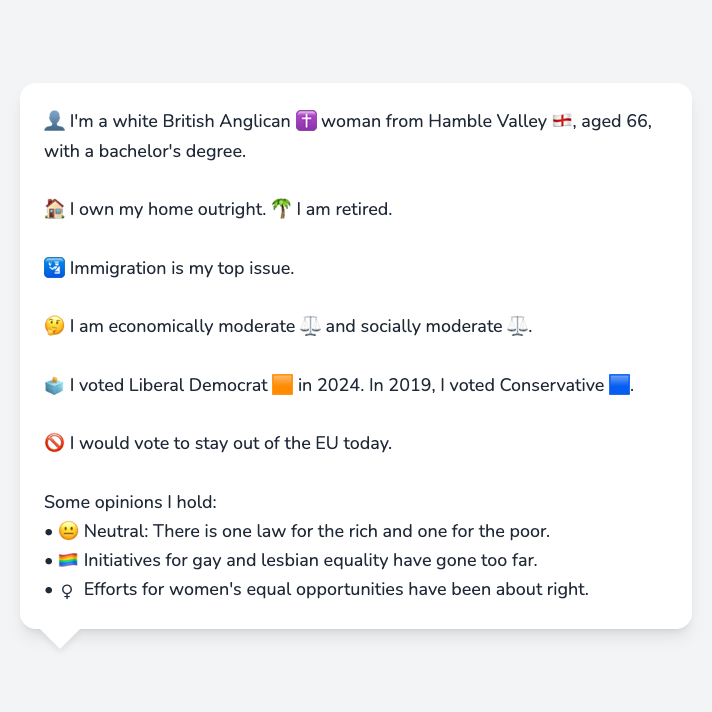 👤 I'm a white British Anglican ✝️ woman from Hamble Valley 🏴󠁧󠁢󠁥󠁮󠁧󠁿, aged 66,
with a bachelor's degree.
🏠 I own my home outright. 🌴 I am retired.
🛂 Immigration is my top issue.
🤔 I am economically moderate ⚖️ and socially moderate ⚖️.
🗳️ I voted Liberal Democrat 🟧 in 2024. In 2019, I voted Conservative 🟦.
🚫 I would vote to stay out of the EU today.
Some opinions I hold:
• 😐 Neutral: There is one law for the rich and one for the poor.
• 🏳️‍🌈 Initiatives for gay and lesbian equality have gone too far.
• ♀ Efforts for women's equal opportunities have been about right.